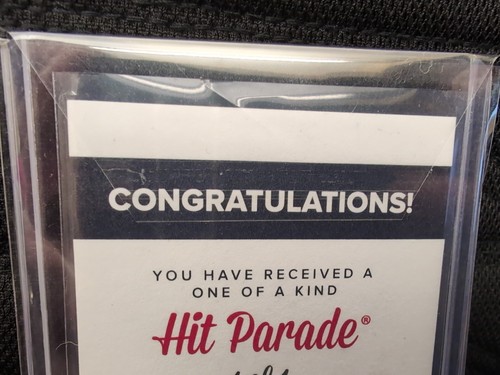 CONGRATULATIONS!
YOU HAVE RECEIVED A
ONE OF A KIND
Hit Parade®